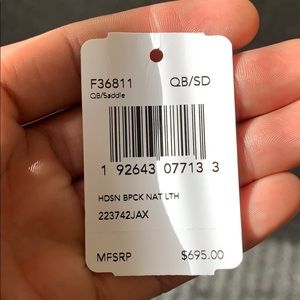 F36811 QB/SD
QB/Saddle
1 92643 07713 3
HDSN BPCK NAT LTH
223742JAX
MFSRP $695.00